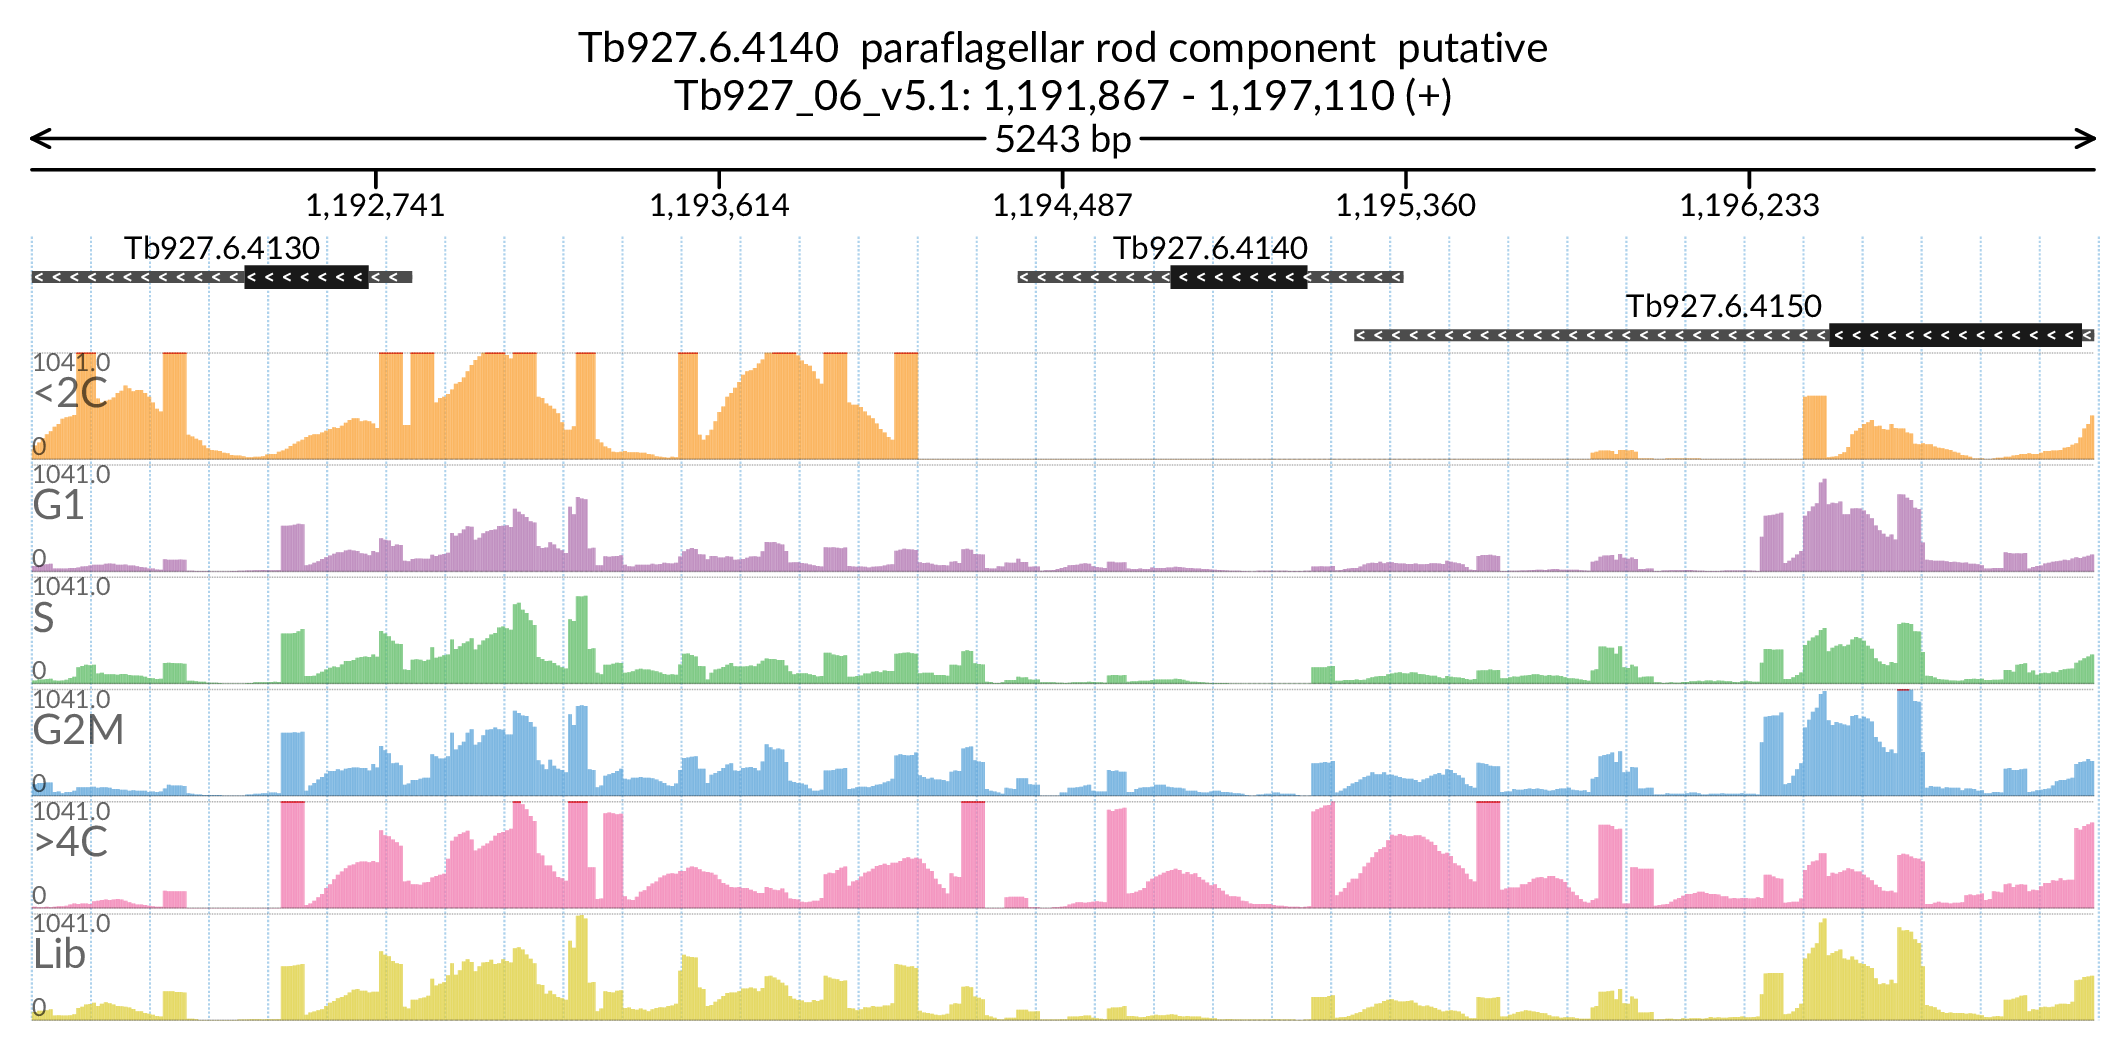 Tb927.6.4140  paraflagellar rod component  putative
Tb927_06_v5.1: 1,191,867 - 1,197,110 (+)
5243 bp
1,192,741 1,193,614 1,194,487 1,195,360 1,196,233
Tb927.6.4130 Tb927.6.4140
Tb927.6.4150
1041.0
<2C
0
1041.0
G1
0
1041.0
S
0
1041.0
G2M
0
1041.0
>4C
0
1041.0
Lib
0